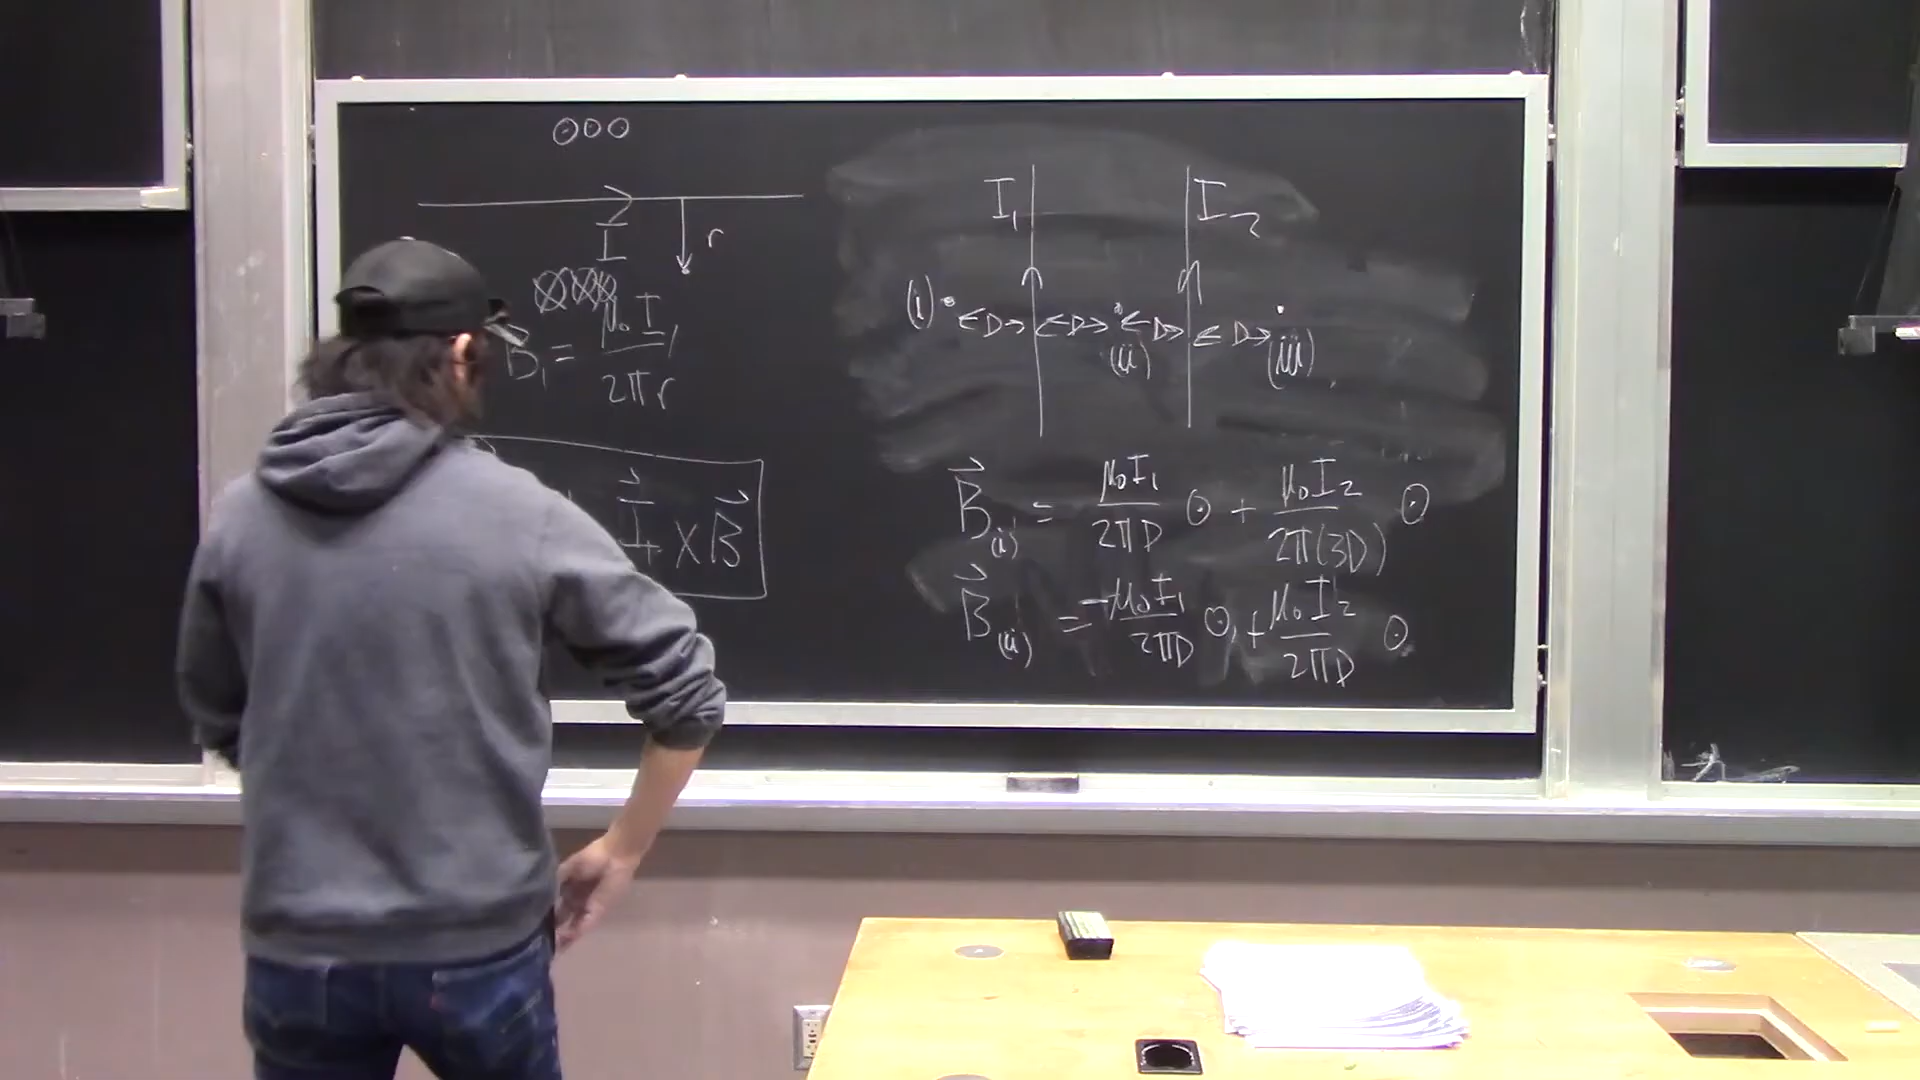 ⊙⊙⊙
I
r
⊗⊗⊗
B₁ = μ₀I₁ / 2πr
I⃗ × B⃗
I₁ I₂
(i) <D> <D> <D> <D>
(ii) (iii)
B⃗(i) = μ₀I₁ / 2πD ⊙ + μ₀I₂ / 2π(3D) ⊙
B⃗(ii) = -μ₀I₁ / 2πD ⊙ + μ₀I₂ / 2πD ⊙